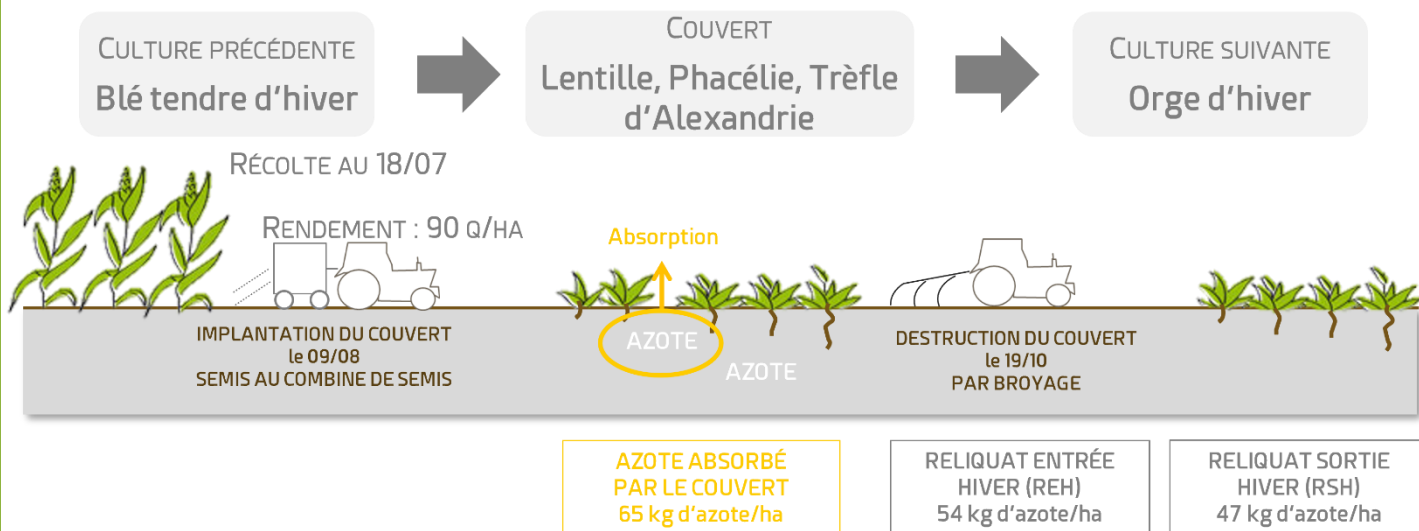 CULTURE PRÉCÉDENTE
Blé tendre d'hiver
COUVERT
Lentille, Phacélie, Trèfle
d'Alexandrie
CULTURE SUIVANTE
Orge d'hiver
RÉCOLTE AU 18/07
RENDEMENT : 90 Q/HA
Absorption
IMPLANTATION DU COUVERT
le 09/08
SEMIS AU COMBINE DE SEMIS
AZOTE
AZOTE
DESTRUCTION DU COUVERT
le 19/10
PAR BROYAGE
AZOTE ABSORBÉ
PAR LE COUVERT
65 kg d'azote/ha
RELIQUAT ENTRÉE
HIVER (REH)
54 kg d'azote/ha
RELIQUAT SORTIE
HIVER (RSH)
47 kg d'azote/ha